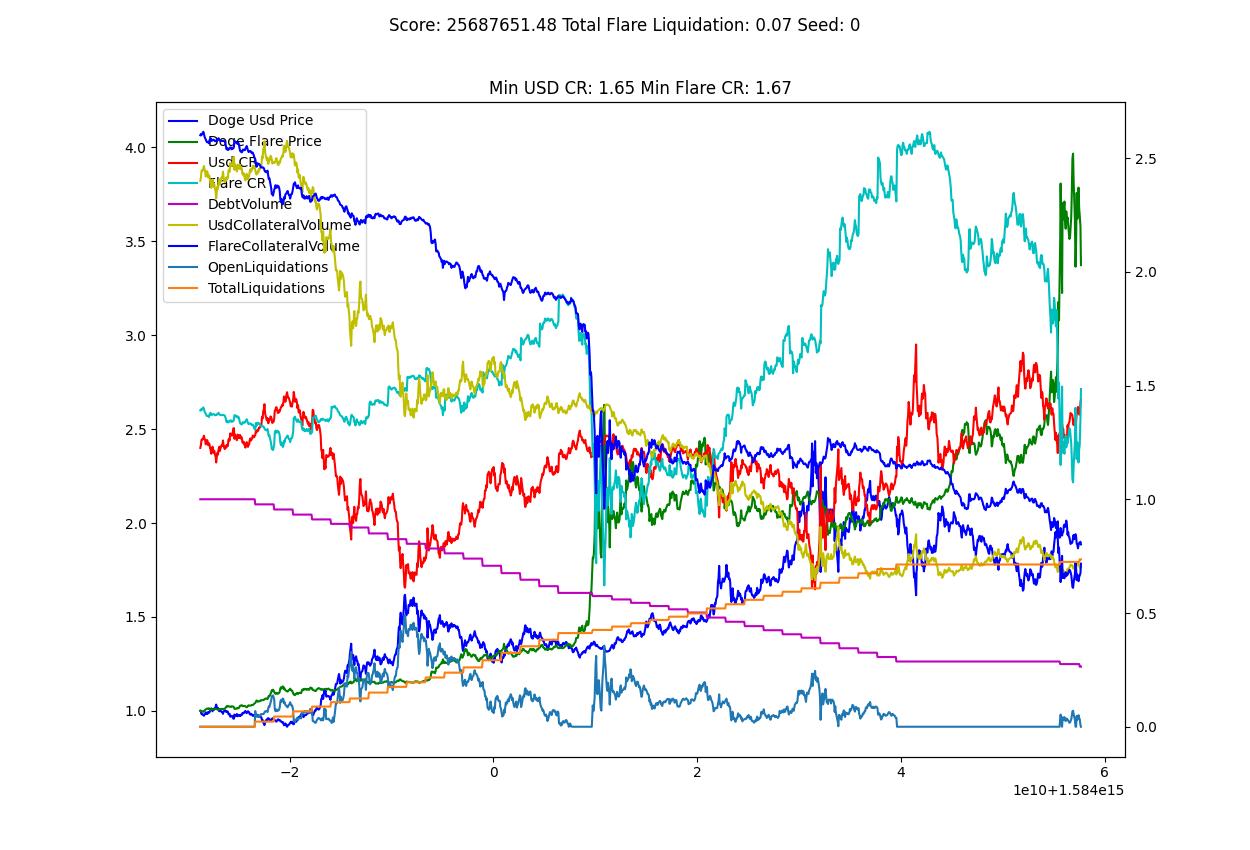 Score: 25687651.48 Total Flare Liquidation: 0.07 Seed: 0
Min USD CR: 1.65 Min Flare CR: 1.67
Doge Usd Price
Doge Flare Price
Usd CR
Flare CR
DebtVolume
UsdCollateralVolume
FlareCollateralVolume
OpenLiquidations
TotalLiquidations
4.0
3.5
3.0
2.5
2.0
1.5
1.0
2.5
2.0
1.5
1.0
0.5
0.0
−2
0
2
4
6
1e10+1.584e15